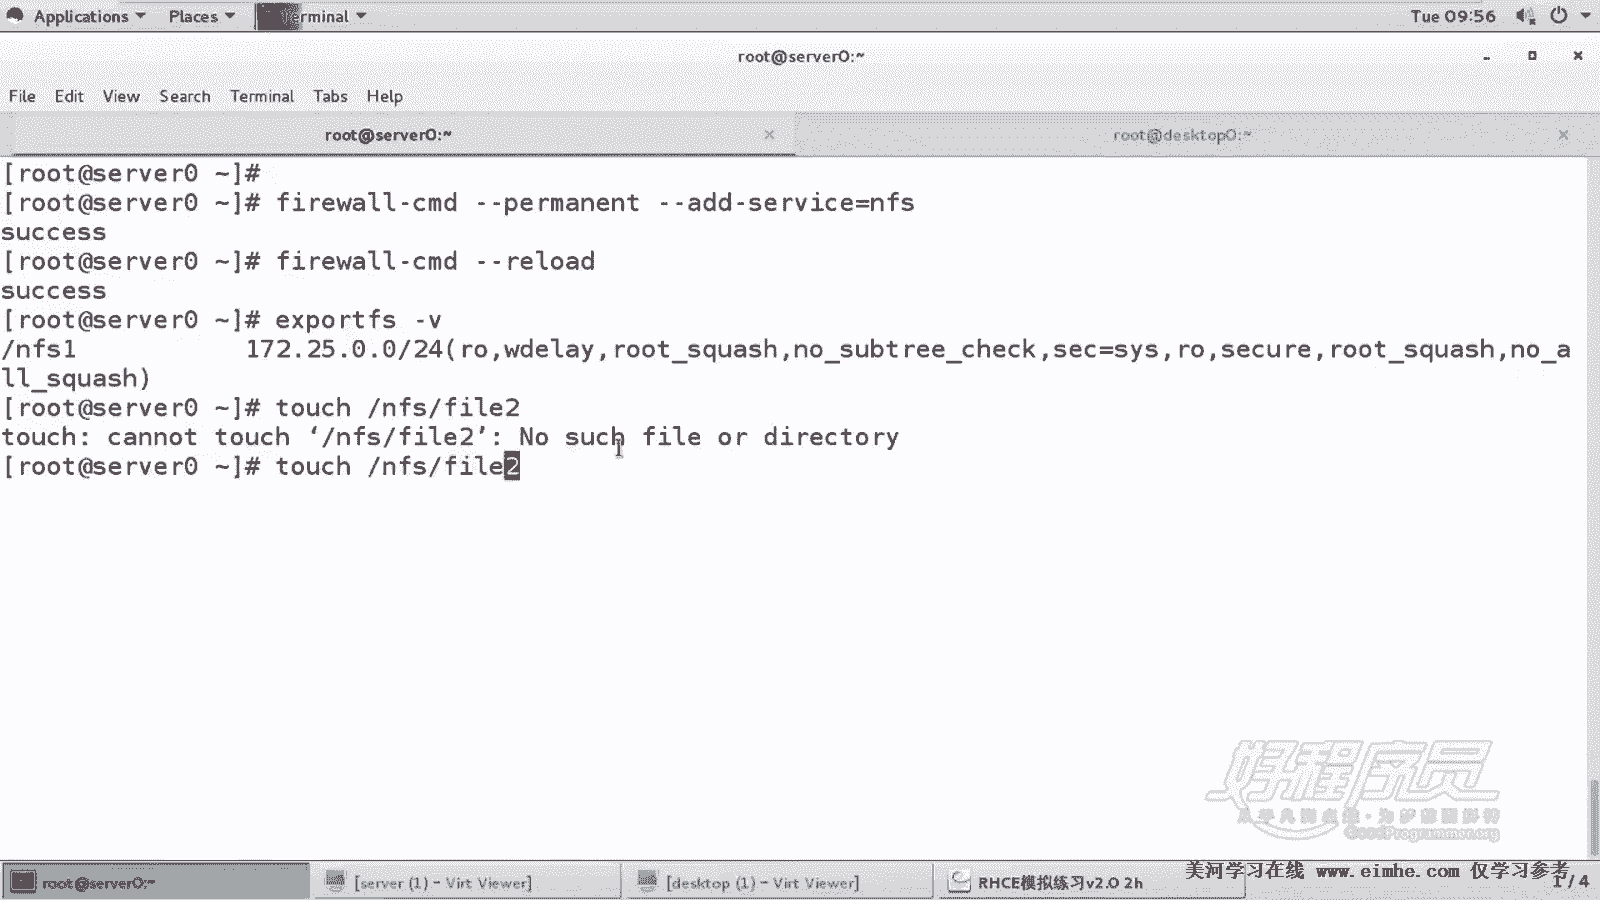 Applications Places Terminal Tue 09:56
root@server0:~
File Edit View Search Terminal Tabs Help
root@server0:~ root@desktop0:~
[root@server0 ~]#
[root@server0 ~]# firewall-cmd --permanent --add-service=nfs
success
[root@server0 ~]# firewall-cmd --reload
success
[root@server0 ~]# exportfs -v
/nfs1 172.25.0.0/24(ro,wdelay,root_squash,no_subtree_check,sec=sys,ro,secure,root_squash,no_a
ll_squash)
[root@server0 ~]# touch /nfs/file2
touch: cannot touch ‘/nfs/file2’: No such file or directory
[root@server0 ~]# touch /nfs/file2
好程序员
GoodProgrammer.org
root@server0:~ [server (1) – Virt Viewer] [desktop (1) – Virt Viewer] RHCE模拟练习v2.0 2h 1 / 4
美河学习在线 www.eimhe.com 仅学习参考